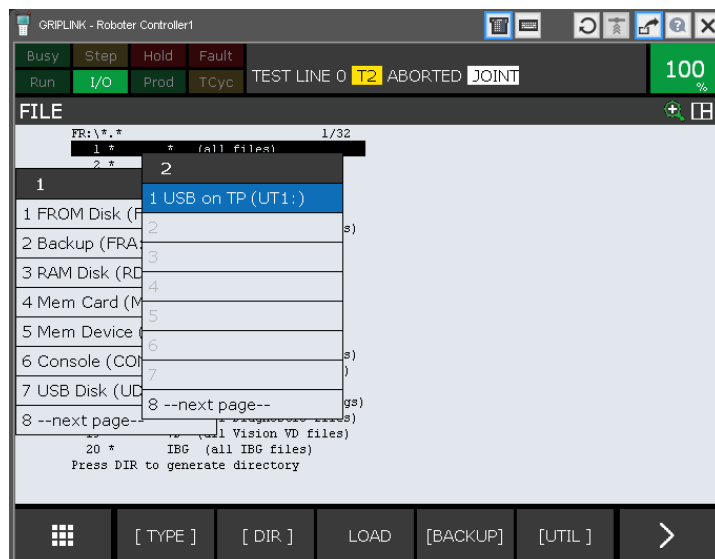 GRIPLINK - Roboter Controller1
Busy Step Hold Fault
Run I/O Prod TCyc
TEST LINE 0 T2 ABORTED JOINT
100
%
FILE
FR:\*.* 1/32
1 * * (all files)
2 *
1
1 FROM Disk (F
2 Backup (FRA:
3 RAM Disk (RD
4 Mem Card (M
5 Mem Device (
6 Console (CON
7 USB Disk (UD
8 --next page--
2
1 USB on TP (UT1:)
2
3
4
5
6
7
8 --next page--
s)
s)
)
gs)
VD (all Vision VD files)
20 * IBG (all IBG files)
Press DIR to generate directory
[ TYPE ] [ DIR ] LOAD [BACKUP] [UTIL ] >